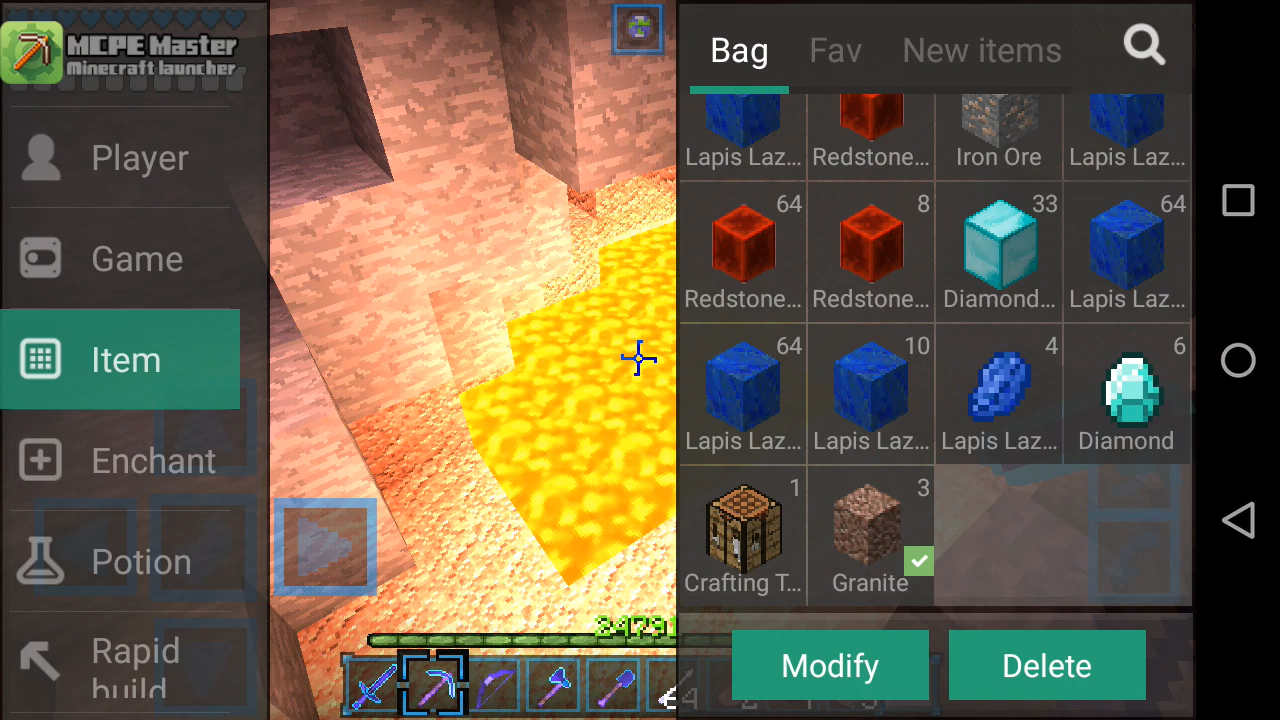 MCPE Master
Minecraft launcher
Player
Game
Item
Enchant
Potion
Rapid
build
Bag Fav New items
Lapis Laz... Redstone... Iron Ore Lapis Laz...
64 8 33 64
Redstone... Redstone... Diamond... Lapis Laz...
64 10 4 6
Lapis Laz... Lapis Laz... Lapis Laz... Diamond
1 3
Crafting T... Granite
Modify Delete